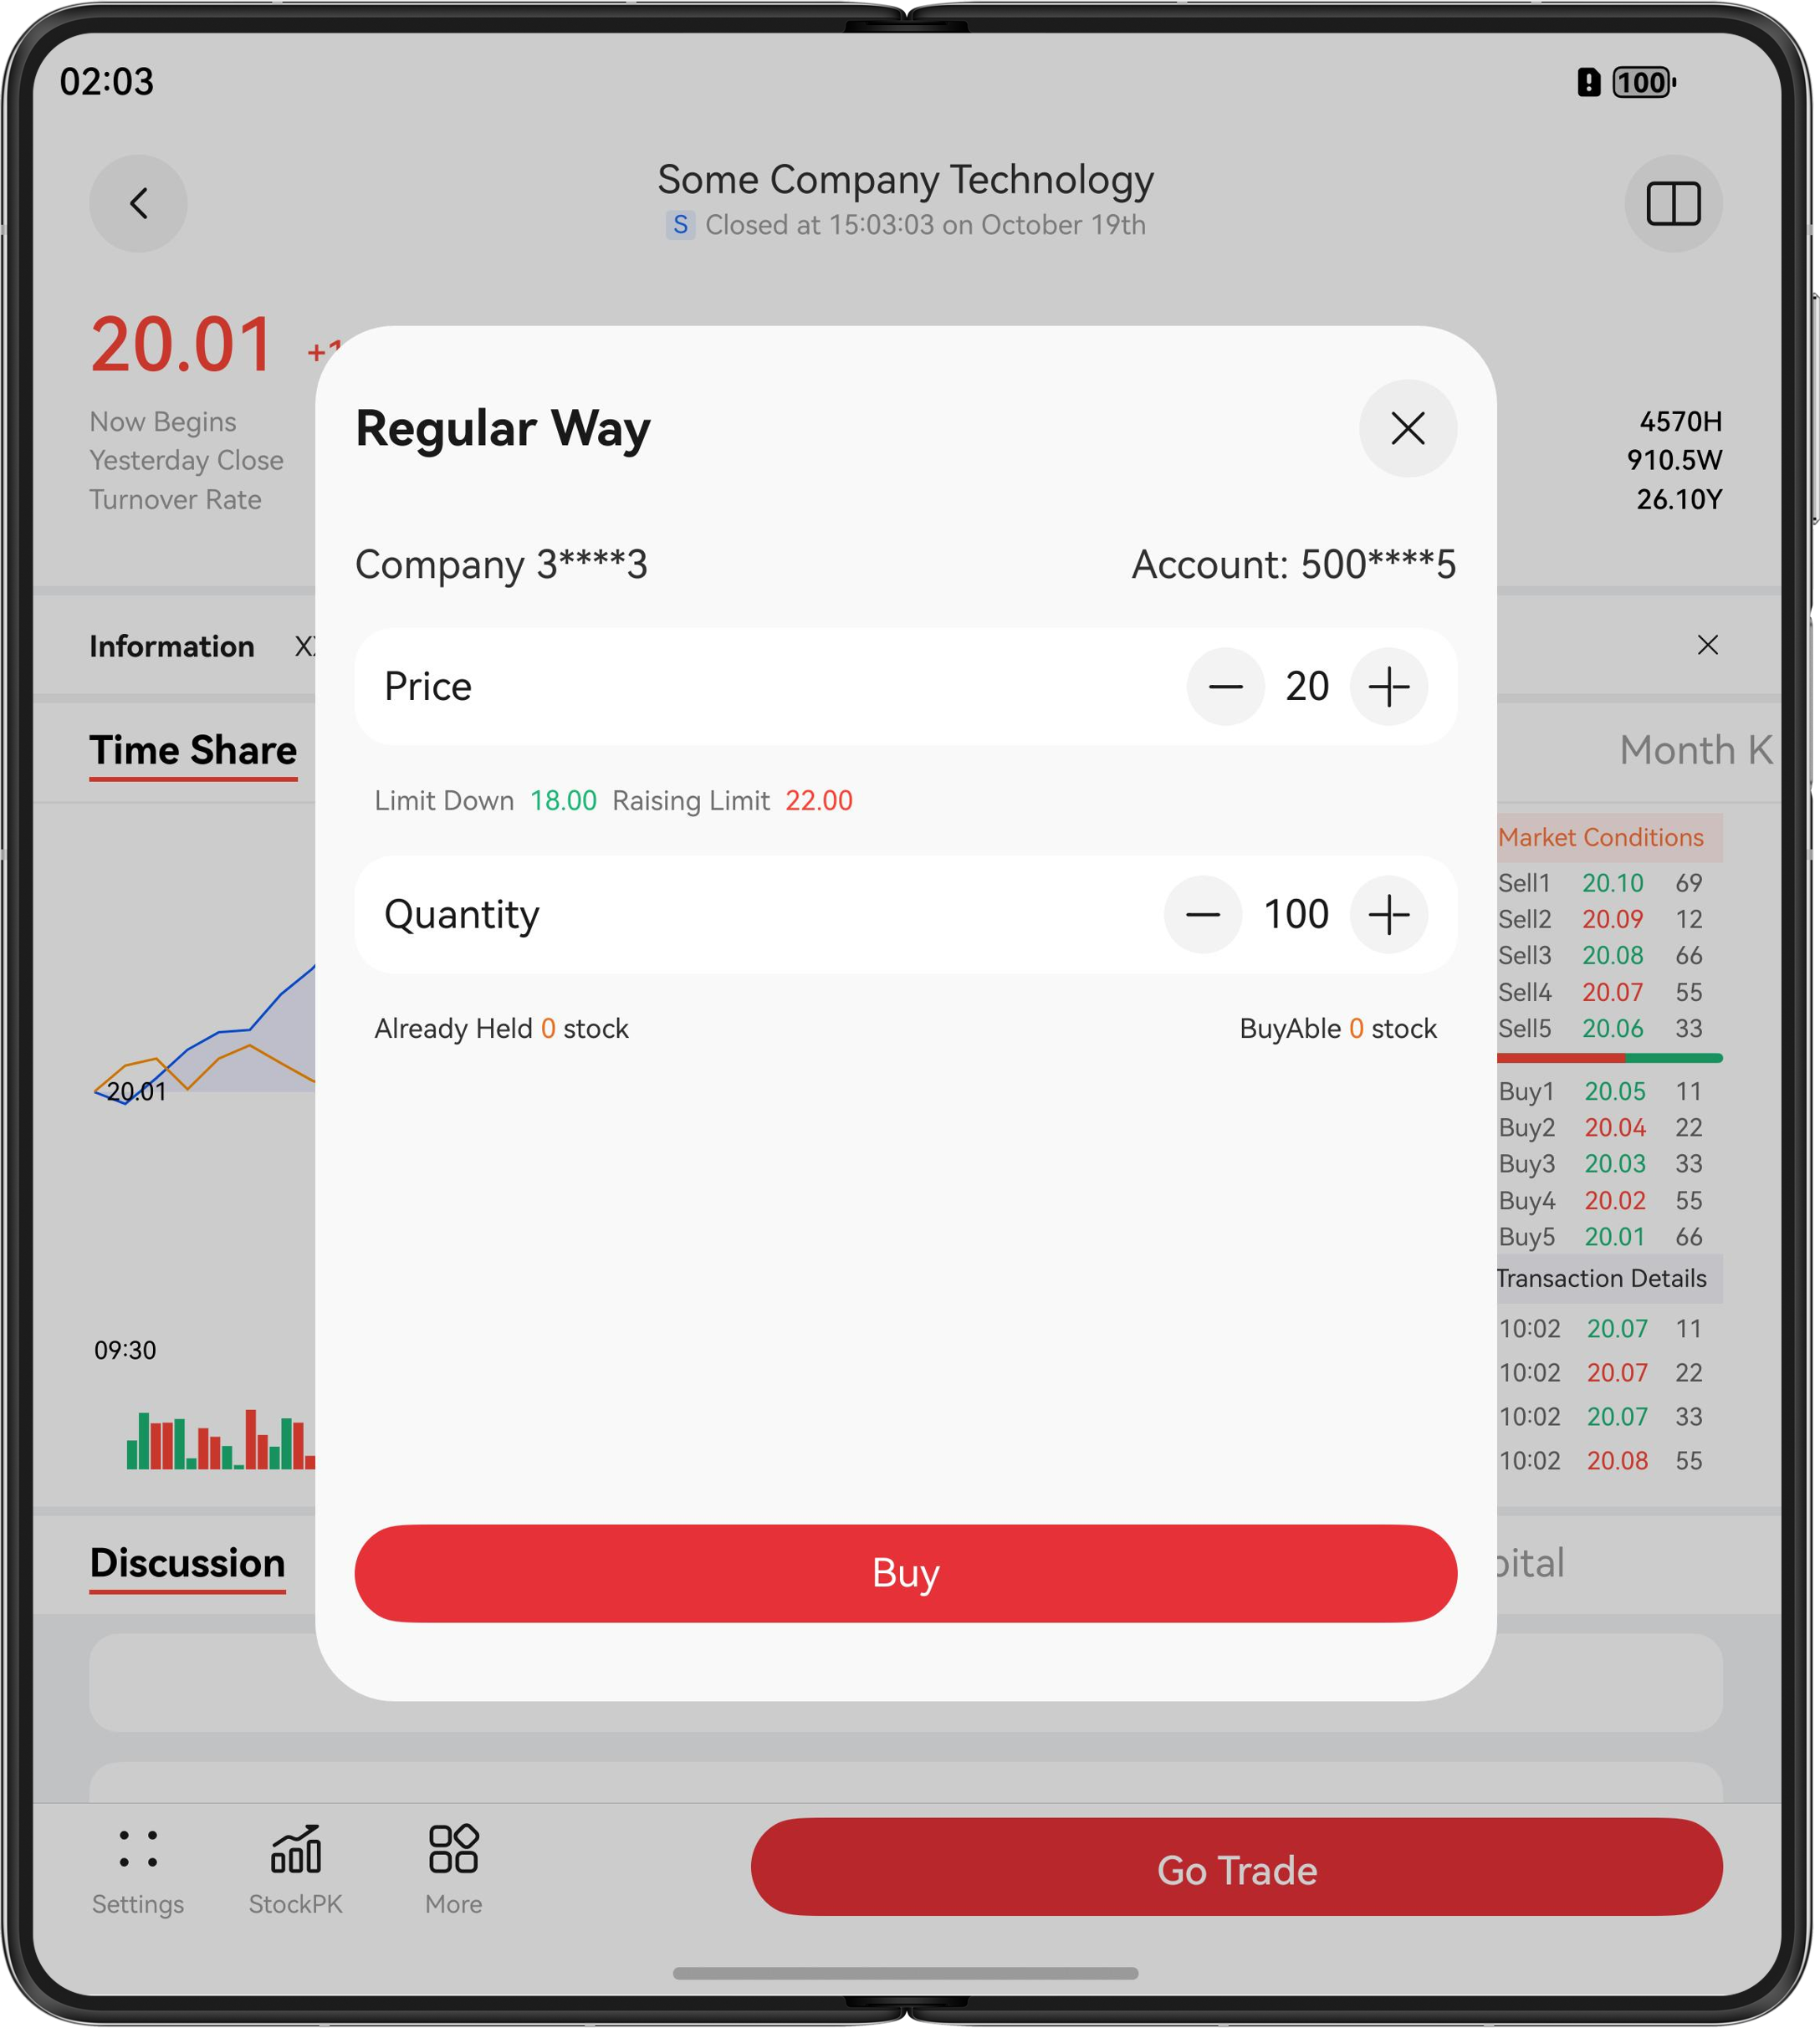 02:03
100
Some Company Technology
S Closed at 15:03:03 on October 19th
20.01
Now Begins
Yesterday Close
Turnover Rate
4570H
910.5W
26.10Y
Regular Way
Company 3****3
Account: 500****5
Information
Price
20
Time Share
Month K
Limit Down 18.00 Raising Limit 22.00
Quantity
100
Already Held 0 stock
BuyAble 0 stock
Market Conditions
Sell1 20.10 69
Sell2 20.09 12
Sell3 20.08 66
Sell4 20.07 55
Sell5 20.06 33
Buy1 20.05 11
Buy2 20.04 22
Buy3 20.03 33
Buy4 20.02 55
Buy5 20.01 66
Transaction Details
10:02 20.07 11
10:02 20.07 22
10:02 20.07 33
10:02 20.08 55
20.01
09:30
Buy
Discussion
Settings
StockPK
More
Go Trade